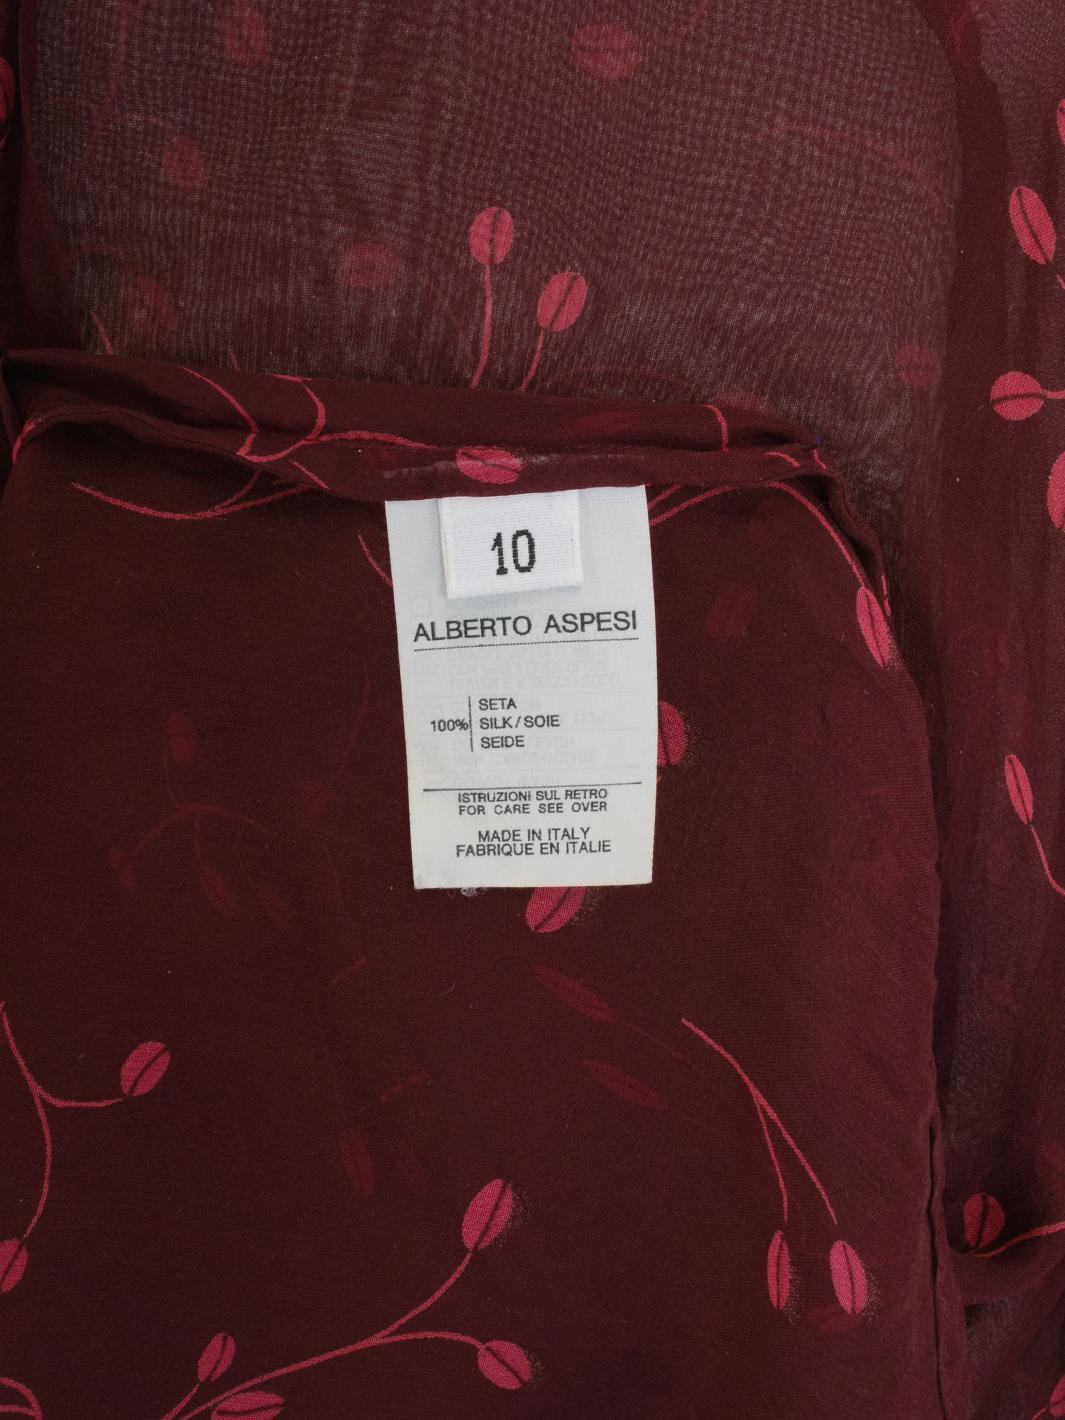 10
ALBERTO ASPESI
SETA
100% SILK/SOIE
SEIDE
ISTRUZIONI SUL RETRO
FOR CARE SEE OVER
MADE IN ITALY
FABRIQUE EN ITALIE